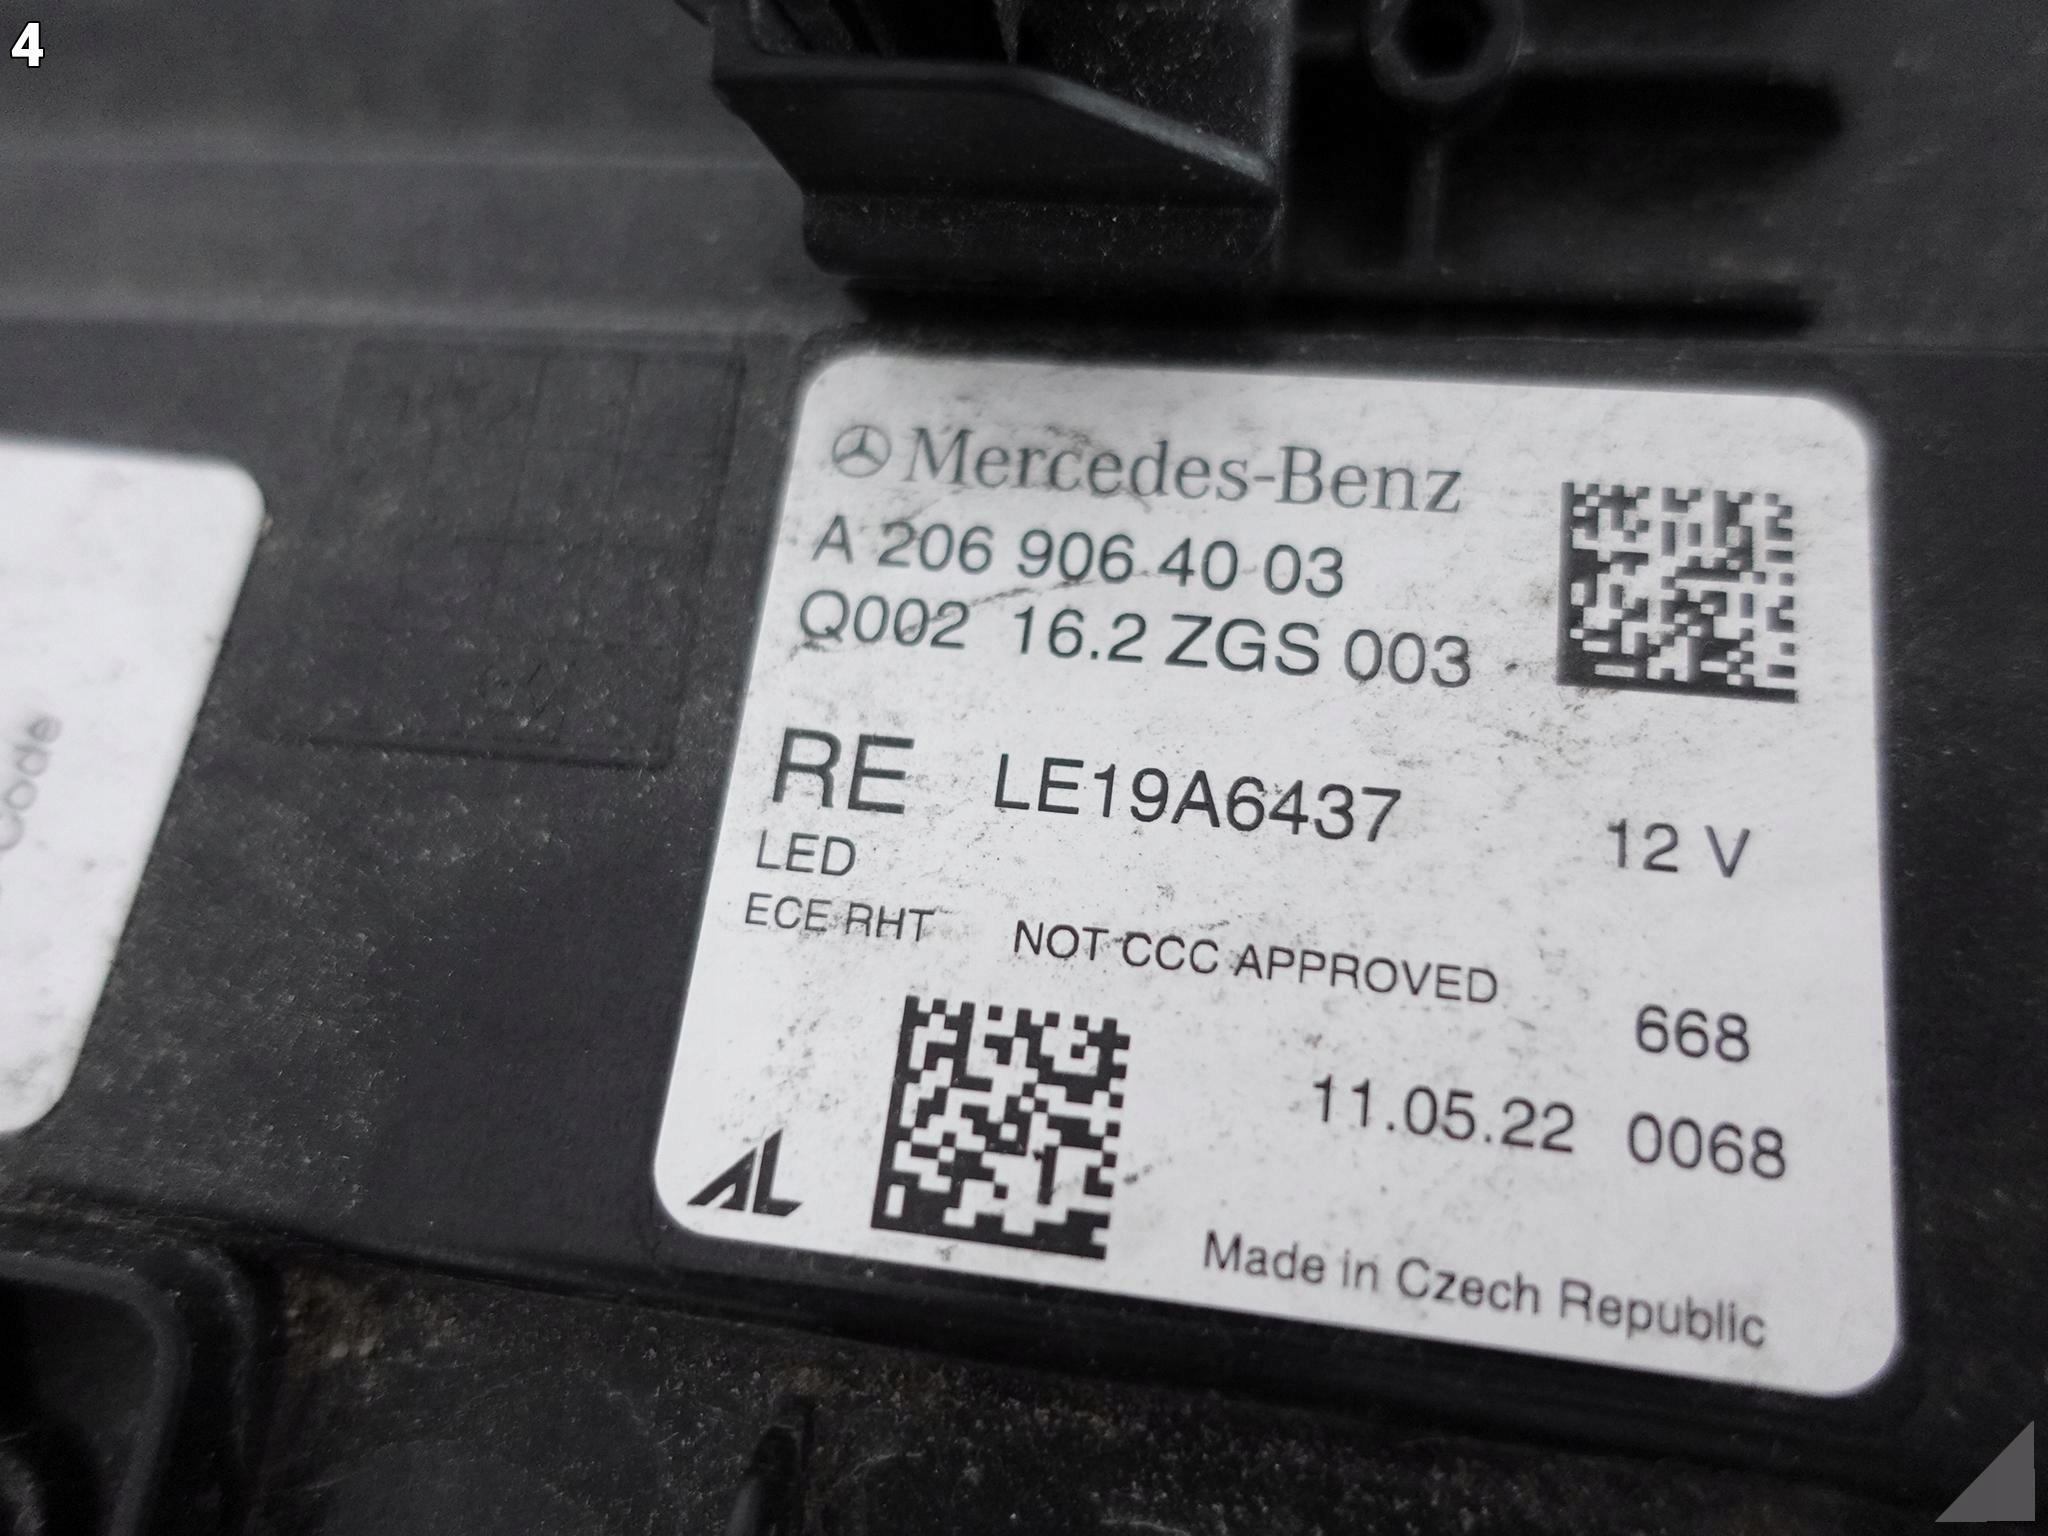 4
Mercedes-Benz
A 206 906 40 03
Q002 16.2 ZGS 003
RE LE19A6437 12 V
LED
ECE RHT NOT CCC APPROVED
668
11.05.22 0068
AL
Made in Czech Republic
Code